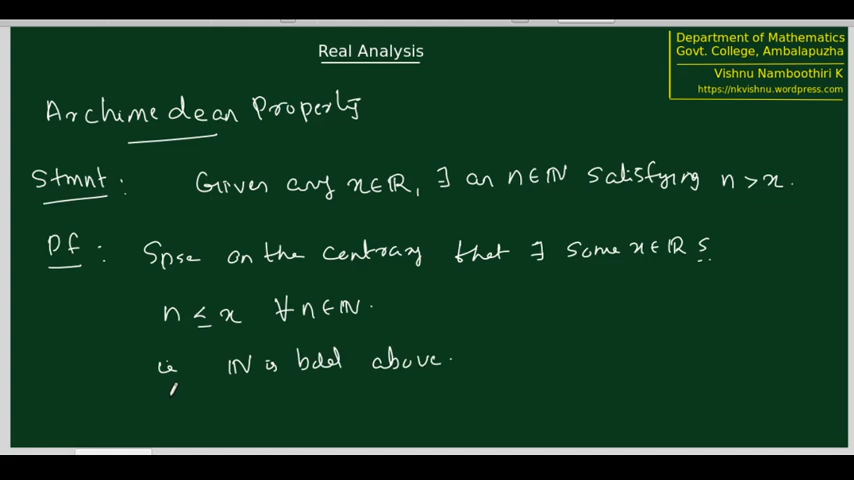 Real Analysis
Department of Mathematics
Govt. College, Ambalapuzha
Vishnu Namboothiri K
https://nkvishnu.wordpress.com
Archimedean Property
Stmnt : Given any x∈ℝ, ∃ an n∈ℕ satisfying n > x.
Pf : Spse on the contrary that ∃ some x∈ℝ s.
n ≤ x ∀ n∈ℕ.
ie ℕ is bdd above.